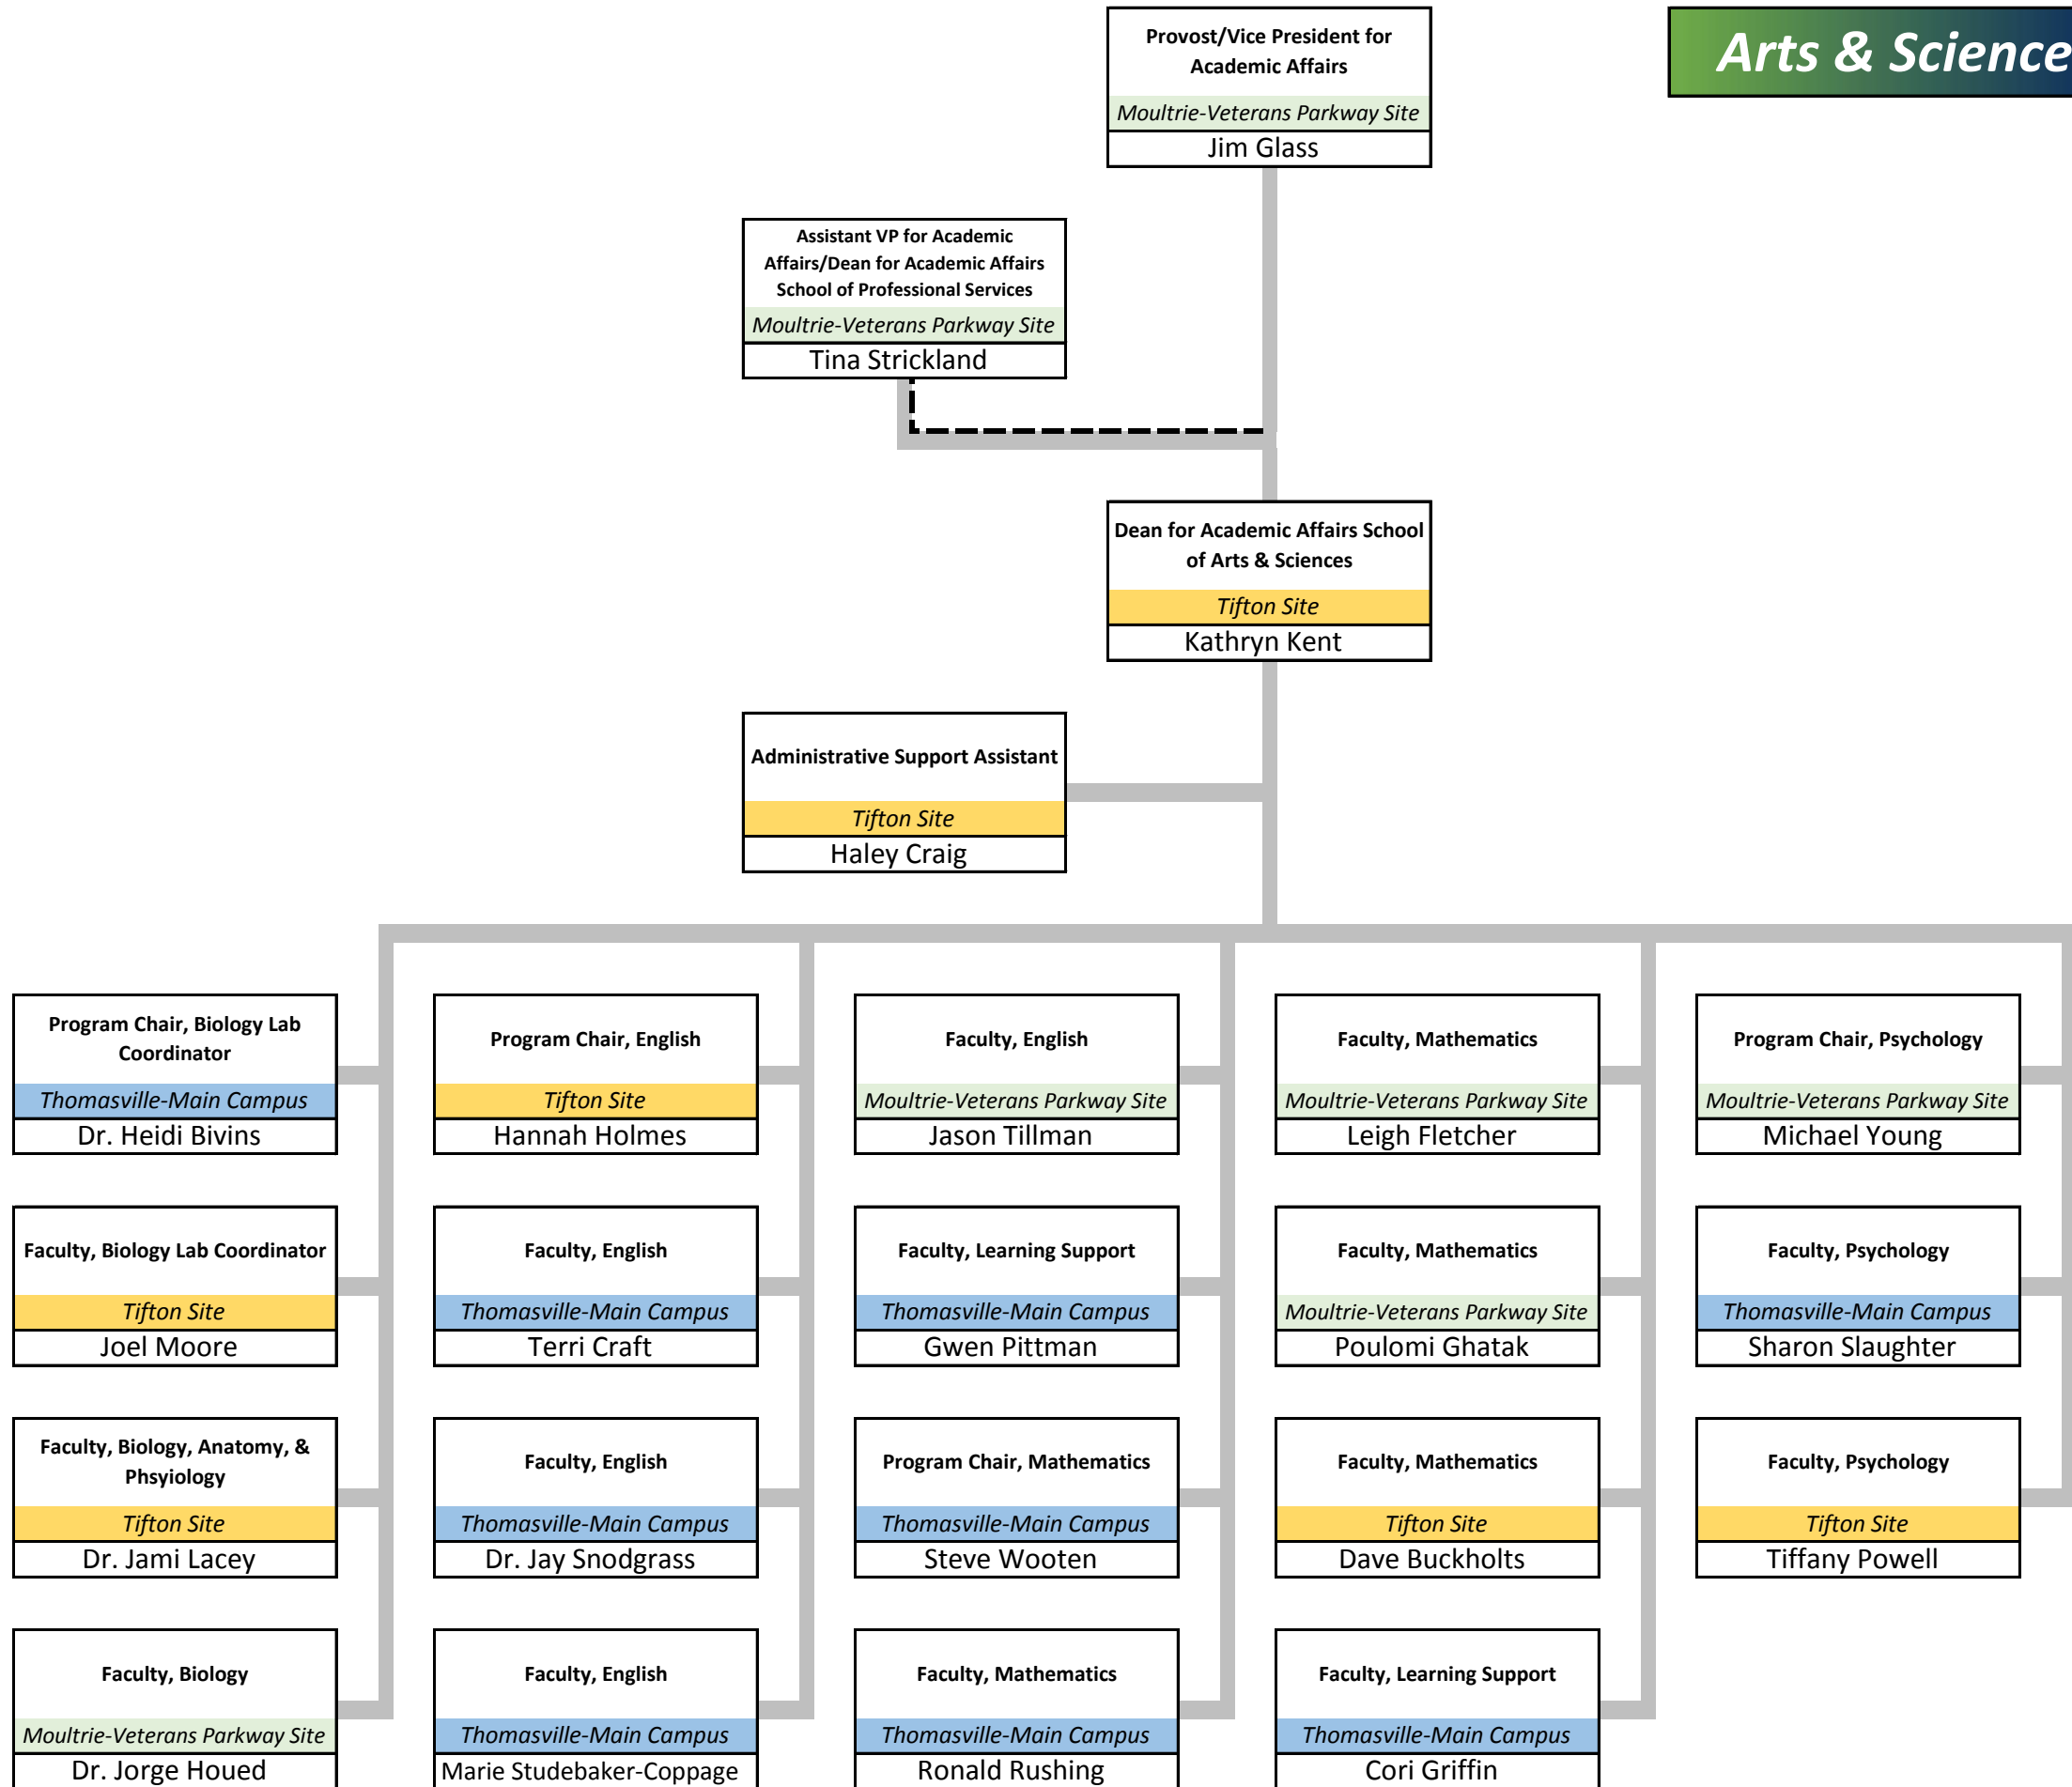 Provost/Vice President for
Academic Affairs
Moultrie-Veterans Parkway Site
Jim Glass
Arts & Science
Assistant VP for Academic
Affairs/Dean for Academic Affairs
School of Professional Services
Moultrie-Veterans Parkway Site
Tina Strickland
Dean for Academic Affairs School
of Arts & Sciences
Tifton Site
Kathryn Kent
Administrative Support Assistant
Tifton Site
Haley Craig
Program Chair, Biology Lab
Coordinator
Thomasville-Main Campus
Dr. Heidi Bivins
Program Chair, English
Tifton Site
Hannah Holmes
Faculty, English
Moultrie-Veterans Parkway Site
Jason Tillman
Faculty, Mathematics
Moultrie-Veterans Parkway Site
Leigh Fletcher
Program Chair, Psychology
Moultrie-Veterans Parkway Site
Michael Young
Faculty, Biology Lab Coordinator
Tifton Site
Joel Moore
Faculty, English
Thomasville-Main Campus
Terri Craft
Faculty, Learning Support
Thomasville-Main Campus
Gwen Pittman
Faculty, Mathematics
Moultrie-Veterans Parkway Site
Poulomi Ghatak
Faculty, Psychology
Thomasville-Main Campus
Sharon Slaughter
Faculty, Biology, Anatomy, &
Phsyiology
Tifton Site
Dr. Jami Lacey
Faculty, English
Thomasville-Main Campus
Dr. Jay Snodgrass
Program Chair, Mathematics
Thomasville-Main Campus
Steve Wooten
Faculty, Mathematics
Tifton Site
Dave Buckholts
Faculty, Psychology
Tifton Site
Tiffany Powell
Faculty, Biology
Moultrie-Veterans Parkway Site
Dr. Jorge Houed
Faculty, English
Thomasville-Main Campus
Marie Studebaker-Coppage
Faculty, Mathematics
Thomasville-Main Campus
Ronald Rushing
Faculty, Learning Support
Thomasville-Main Campus
Cori Griffin